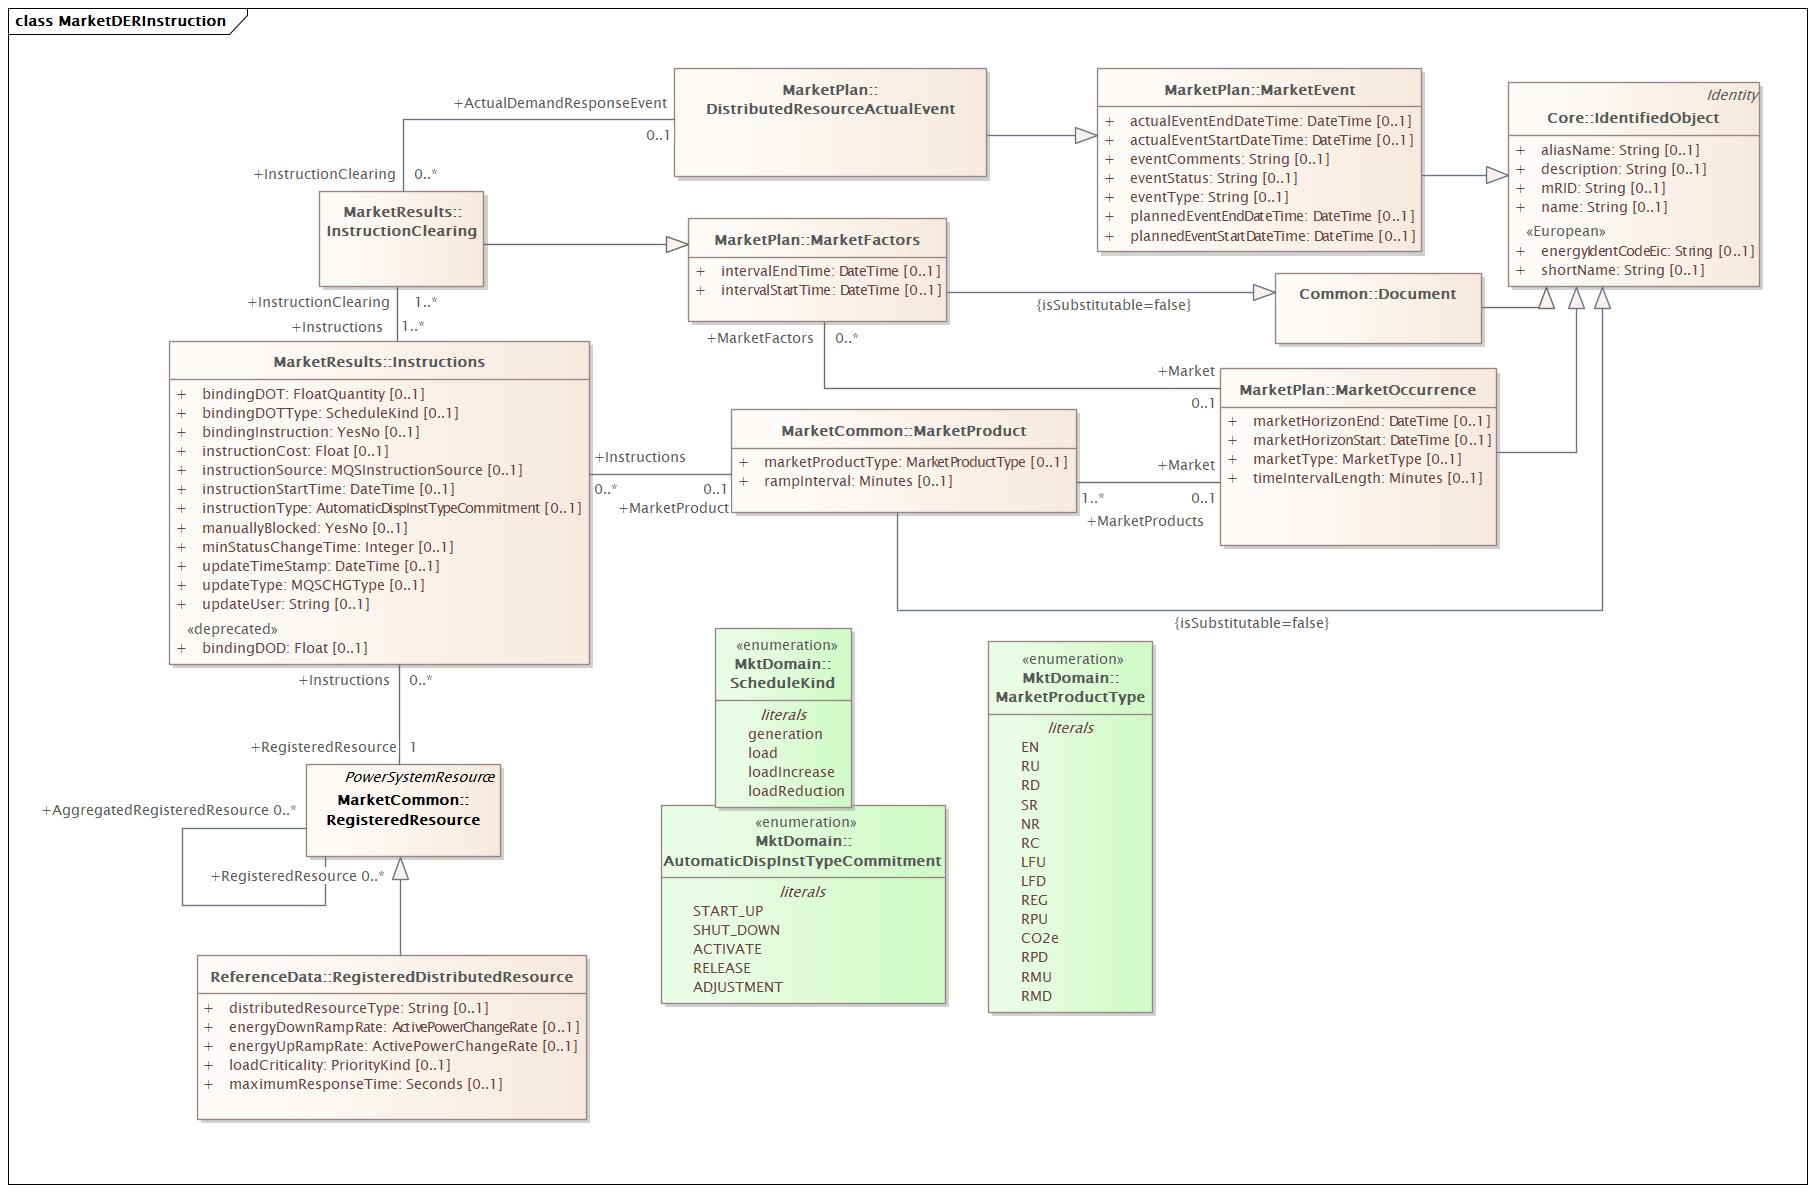 class MarketDERInstruction
+ActualDemandResponseEvent
0..1
+InstructionClearing 0..*
MarketPlan::
DistributedResourceActualEvent
MarketPlan::MarketEvent
+ actualEventEndDateTime: DateTime [0..1]
+ actualEventStartDateTime: DateTime [0..1]
+ eventComments: String [0..1]
+ eventStatus: String [0..1]
+ eventType: String [0..1]
+ plannedEventEndDateTime: DateTime [0..1]
+ plannedEventStartDateTime: DateTime [0..1]
Identity
Core::IdentifiedObject
+ aliasName: String [0..1]
+ description: String [0..1]
+ mRID: String [0..1]
+ name: String [0..1]
«European»
+ energyIdentCodeEic: String [0..1]
+ shortName: String [0..1]
MarketResults::
InstructionClearing
MarketPlan::MarketFactors
+ intervalEndTime: DateTime [0..1]
+ intervalStartTime: DateTime [0..1]
{isSubstitutable=false}
Common::Document
+InstructionClearing 1..*
+Instructions 1..*
+MarketFactors 0..*
+Market
0..1
MarketResults::Instructions
+ bindingDOT: FloatQuantity [0..1]
+ bindingDOTType: ScheduleKind [0..1]
+ bindingInstruction: YesNo [0..1]
+ instructionCost: Float [0..1]
+ instructionSource: MQSInstructionSource [0..1]
+ instructionStartTime: DateTime [0..1]
+ instructionType: AutomaticDispInstTypeCommitment [0..1]
+ manuallyBlocked: YesNo [0..1]
+ minStatusChangeTime: Integer [0..1]
+ updateTimeStamp: DateTime [0..1]
+ updateType: MQSCHGType [0..1]
+ updateUser: String [0..1]
«deprecated»
+ bindingDOD: Float [0..1]
+Instructions
0..*
0..1
+MarketProduct
MarketCommon::MarketProduct
+ marketProductType: MarketProductType [0..1]
+ rampInterval: Minutes [0..1]
+Market
1..*
0..1
+MarketProducts
MarketPlan::MarketOccurrence
+ marketHorizonEnd: DateTime [0..1]
+ marketHorizonStart: DateTime [0..1]
+ marketType: MarketType [0..1]
+ timeIntervalLength: Minutes [0..1]
{isSubstitutable=false}
+Instructions 0..*
+RegisteredResource 1
PowerSystemResource
MarketCommon::
RegisteredResource
+AggregatedRegisteredResource 0..*
+RegisteredResource 0..*
ReferenceData::RegisteredDistributedResource
+ distributedResourceType: String [0..1]
+ energyDownRampRate: ActivePowerChangeRate [0..1]
+ energyUpRampRate: ActivePowerChangeRate [0..1]
+ loadCriticality: PriorityKind [0..1]
+ maximumResponseTime: Seconds [0..1]
«enumeration»
MktDomain::
ScheduleKind
literals
generation
load
loadIncrease
loadReduction
«enumeration»
MktDomain::
AutomaticDispInstTypeCommitment
literals
START_UP
SHUT_DOWN
ACTIVATE
RELEASE
ADJUSTMENT
«enumeration»
MktDomain::
MarketProductType
literals
EN
RU
RD
SR
NR
RC
LFU
LFD
REG
RPU
CO2e
RPD
RMU
RMD